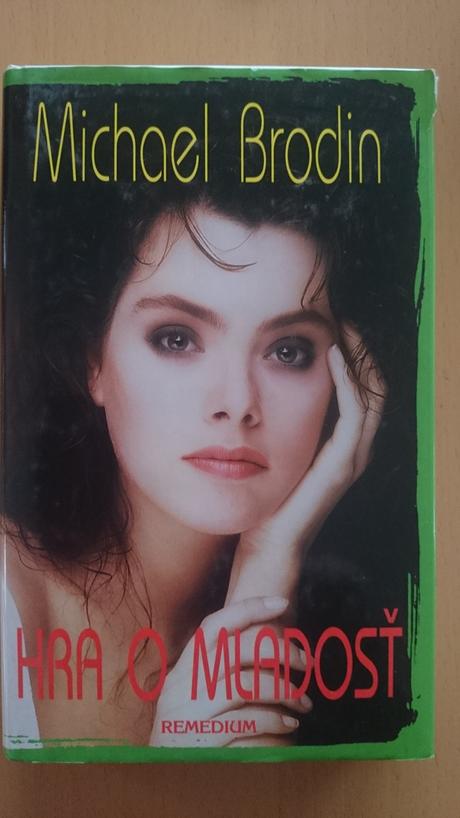 Michael Brodin
HRA O MLADOSŤ
REMEDIUM